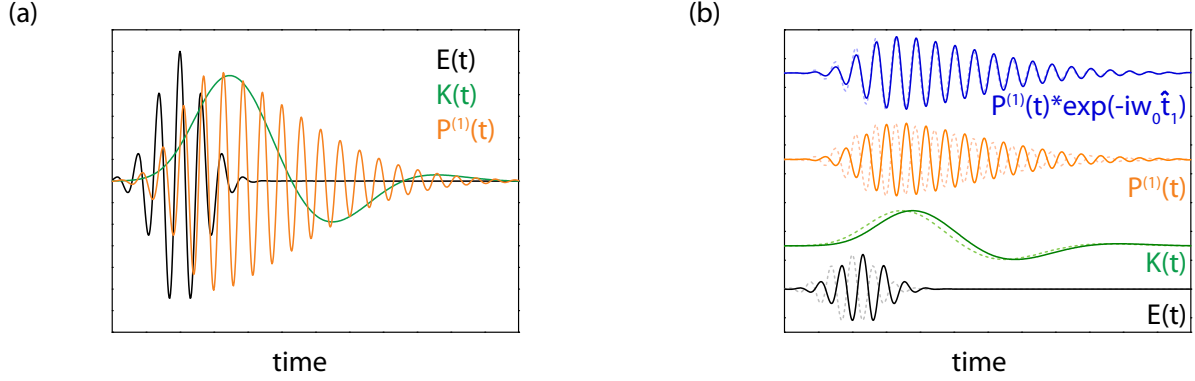 (a)
E(t)
K(t)
P⁽¹⁾(t)
time
(b)
P⁽¹⁾(t)*exp(-iw₀t̂₁)
P⁽¹⁾(t)
K(t)
E(t)
time